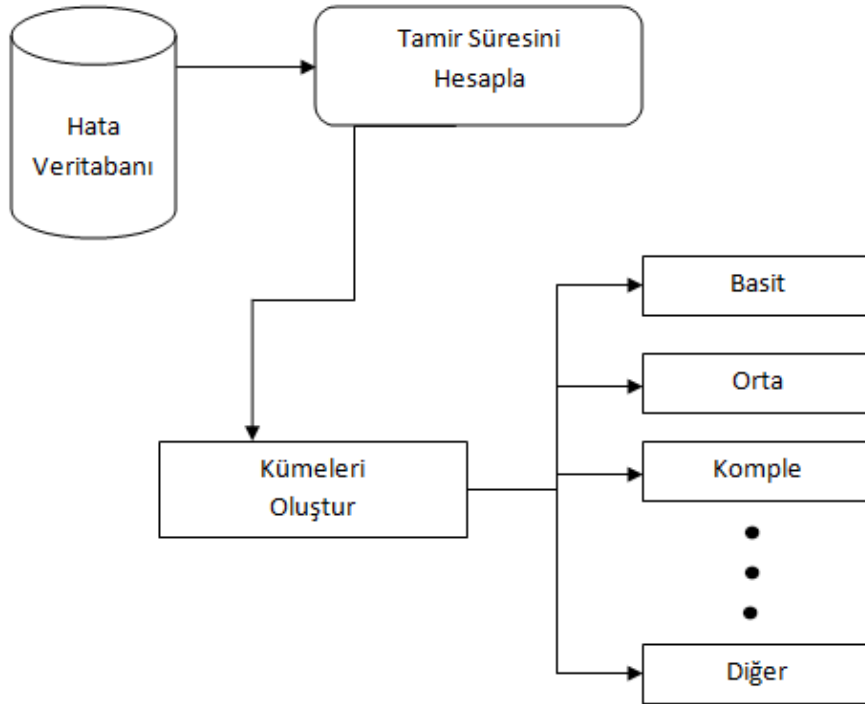 Tamir Süresini
Hesapla
Hata
Veritabanı
Basit
Orta
Kümeleri
Oluştur
Komple
Diğer